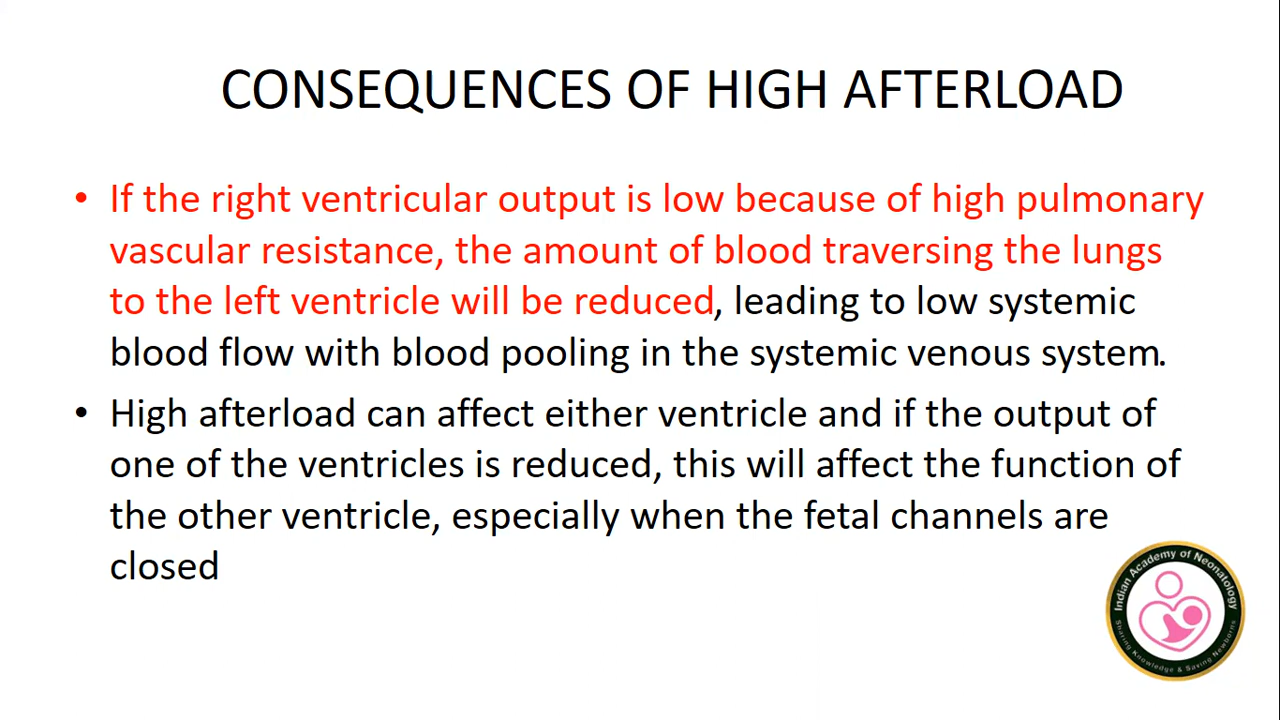 CONSEQUENCES OF HIGH AFTERLOAD
• If the right ventricular output is low because of high pulmonary
vascular resistance, the amount of blood traversing the lungs
to the left ventricle will be reduced, leading to low systemic
blood flow with blood pooling in the systemic venous system.
• High afterload can affect either ventricle and if the output of
one of the ventricles is reduced, this will affect the function of
the other ventricle, especially when the fetal channels are
closed
Indian Academy of Neonatology
Sharing Knowledge & Saving Newborns